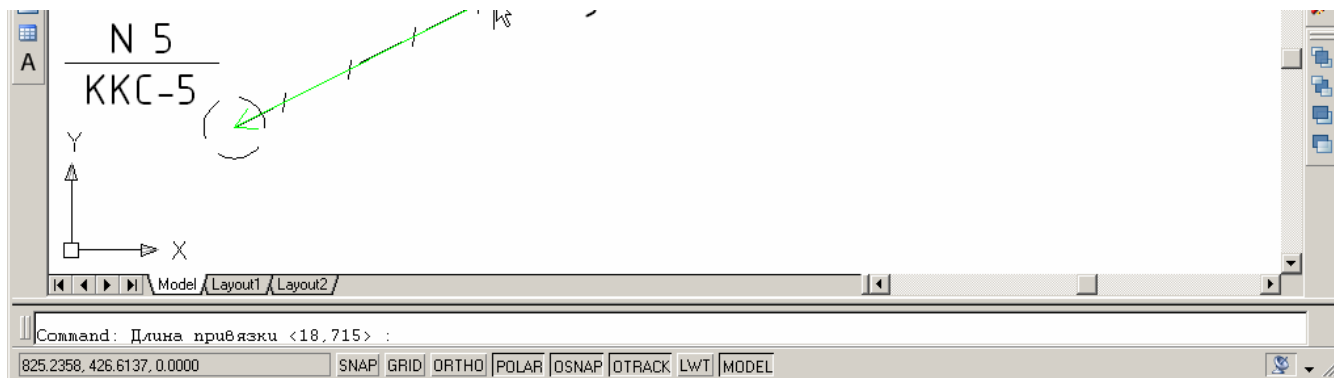 A
N 5
ККС-5
Y
X
Model Layout1 Layout2
Command: Длина привязки <18,715> :
825.2358, 426.6137, 0.0000 SNAP GRID ORTHO POLAR OSNAP OTRACK LWT MODEL